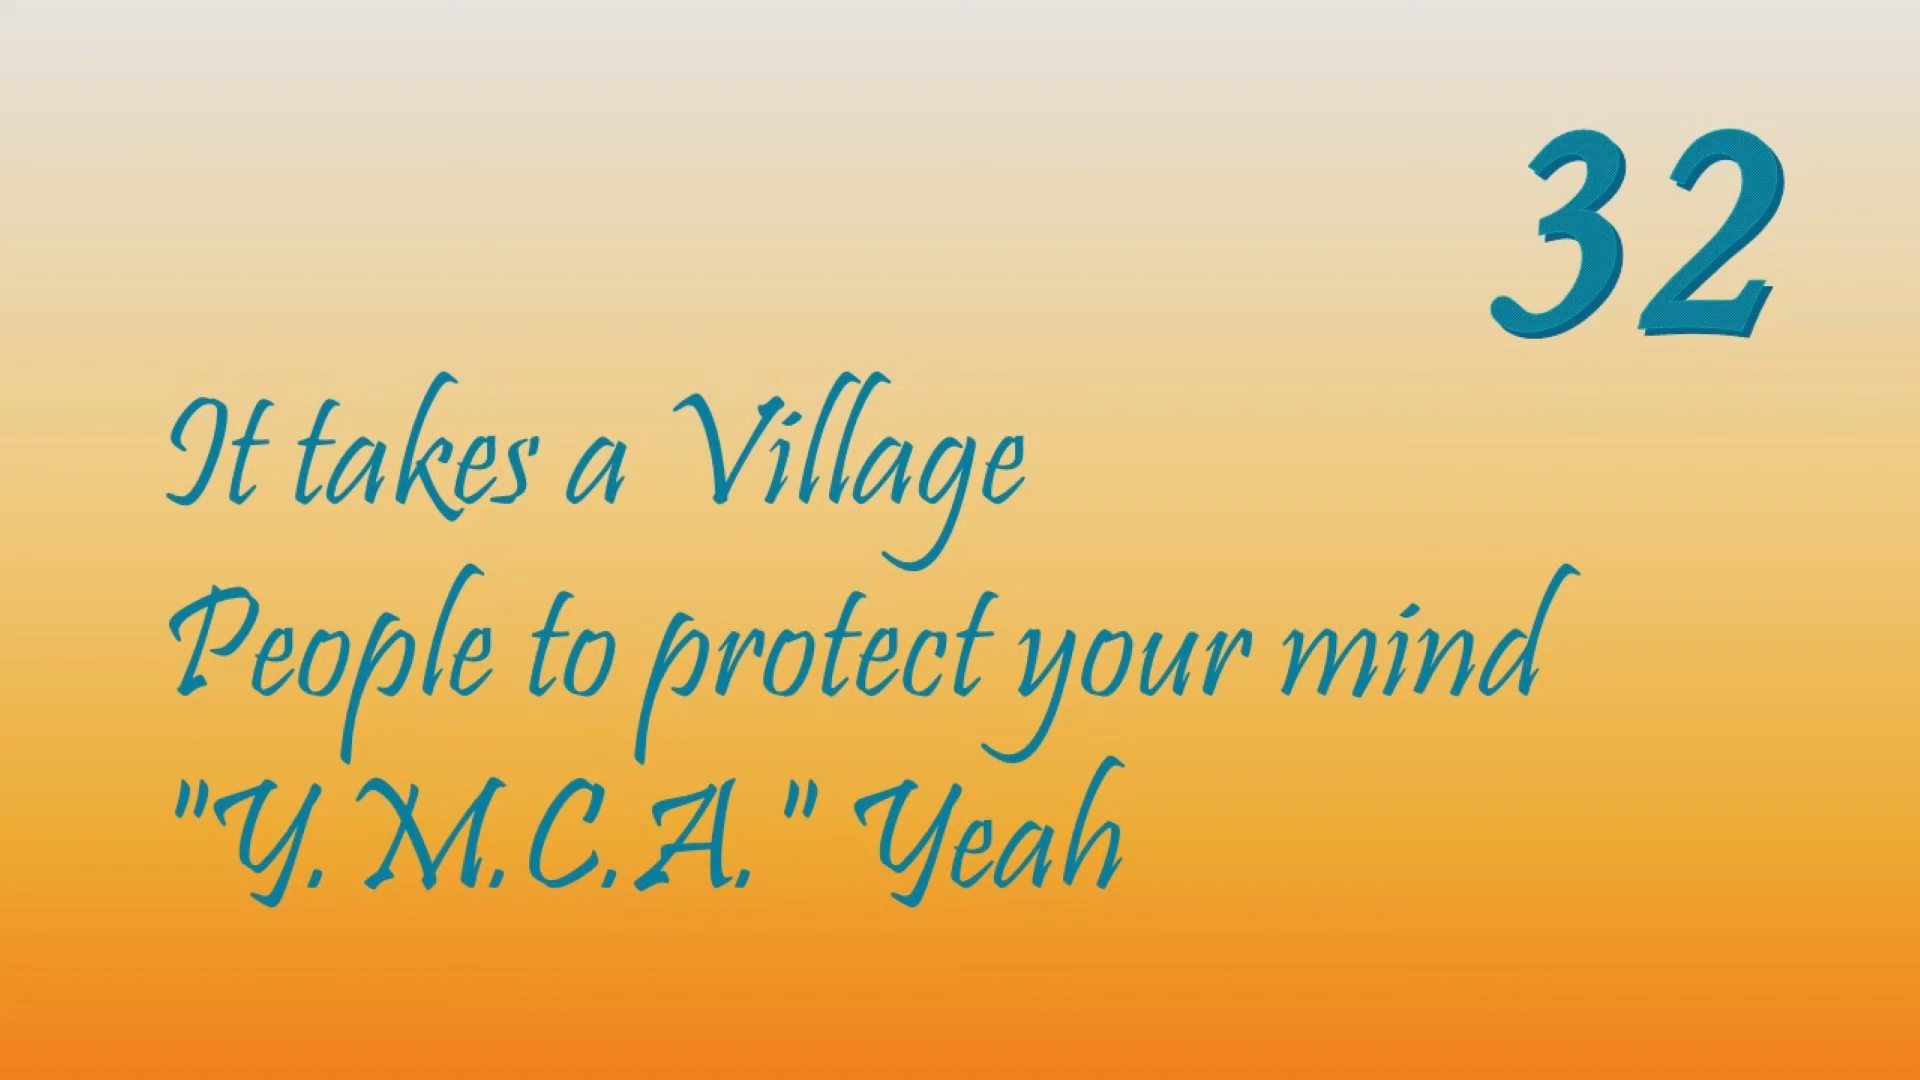 32
It takes a Village
People to protect your mind
"Y.M.C.A." Yeah